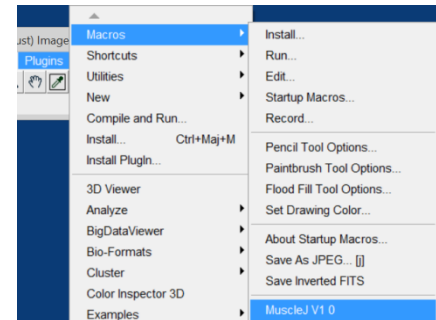 ust) Image
Plugins
Macros
Shortcuts
Utilities
New
Compile and Run...
Install... Ctrl+Maj+M
Install PlugIn...
3D Viewer
Analyze
BigDataViewer
Bio-Formats
Cluster
Color Inspector 3D
Examples
Install...
Run...
Edit...
Startup Macros...
Record...
Pencil Tool Options...
Paintbrush Tool Options...
Flood Fill Tool Options...
Set Drawing Color...
About Startup Macros...
Save As JPEG... [j]
Save Inverted FITS
MuscleJ V1 0